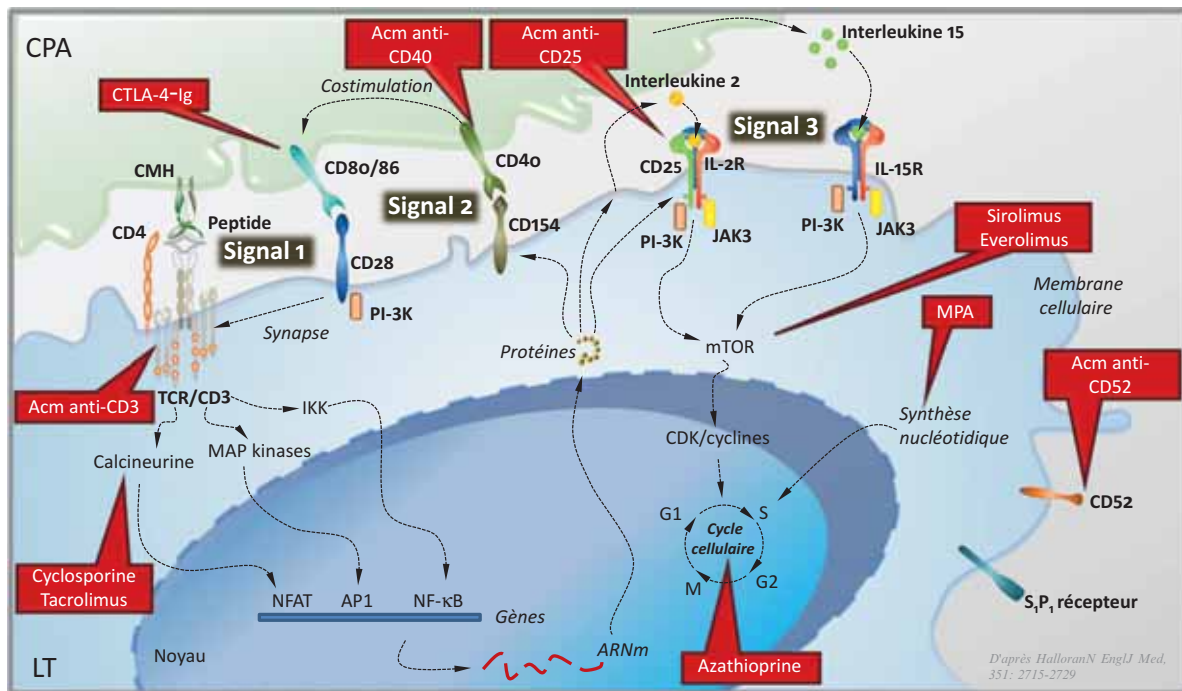 CPA
Acm anti-
CD40
Acm anti-
CD25
Interleukine 15
Costimulation
Interleukine 2
CTLA-4-Ig
Signal 3
CD8o/86
CD4o
CD25
IL-2R
IL-15R
CMH
Signal 2
CD154
Peptide
CD4
Signal 1
PI-3K
JAK3
PI-3K
JAK3
Sirolimus
Everolimus
CD28
Membrane
cellulaire
PI-3K
MPA
Synapse
Protéines
mTOR
Acm anti-
CD52
Acm anti-CD3
TCR/CD3
IKK
Synthèse
nucléotidique
MAP kinases
CDK/cyclines
Calcineurine
CD52
G1
S
Cycle
cellulaire
M
G2
Cyclosporine
Tacrolimus
NFAT
AP1
NF-κB
Gènes
S1P1 récepteur
Noyau
ARNm
LT
Azathioprine
D'après HalloranN EnglJ Med,
351: 2715-2729